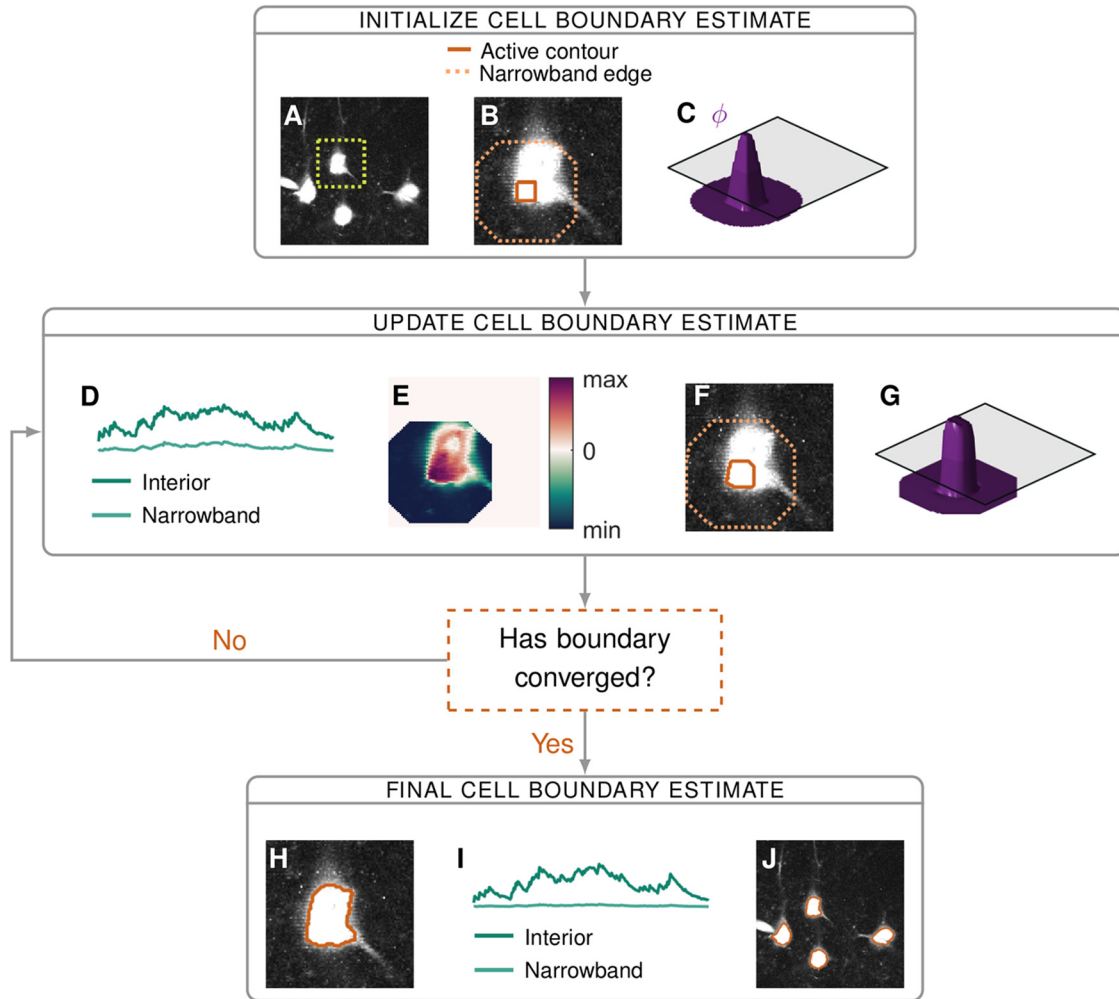 INITIALIZE CELL BOUNDARY ESTIMATE
Active contour
Narrowband edge
A
B
C ϕ
UPDATE CELL BOUNDARY ESTIMATE
D
E
max
0
min
F
G
Interior
Narrowband
No
Has boundary
converged?
Yes
FINAL CELL BOUNDARY ESTIMATE
H
I
J
Interior
Narrowband